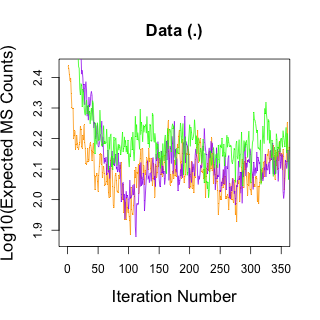 Data (.)
Log10(Expected MS Counts)
2.4
2.3
2.2
2.1
2.0
1.9
0 50 100 150 200 250 300 350
Iteration Number